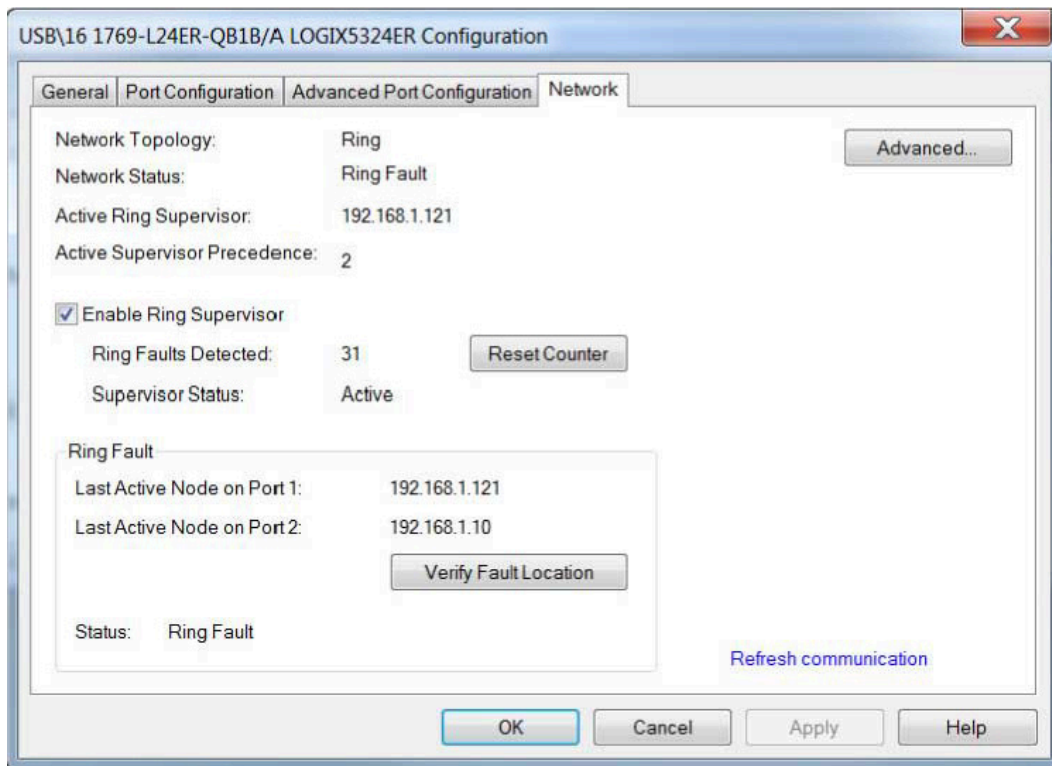 USB\16 1769-L24ER-QB1B/A LOGIX5324ER Configuration
General Port Configuration Advanced Port Configuration Network
Network Topology: Ring Advanced...
Network Status: Ring Fault
Active Ring Supervisor: 192.168.1.121
Active Supervisor Precedence: 2
Enable Ring Supervisor
Ring Faults Detected: 31 Reset Counter
Supervisor Status: Active
Ring Fault
Last Active Node on Port 1: 192.168.1.121
Last Active Node on Port 2: 192.168.1.10
Verify Fault Location
Status: Ring Fault
Refresh communication
OK Cancel Apply Help